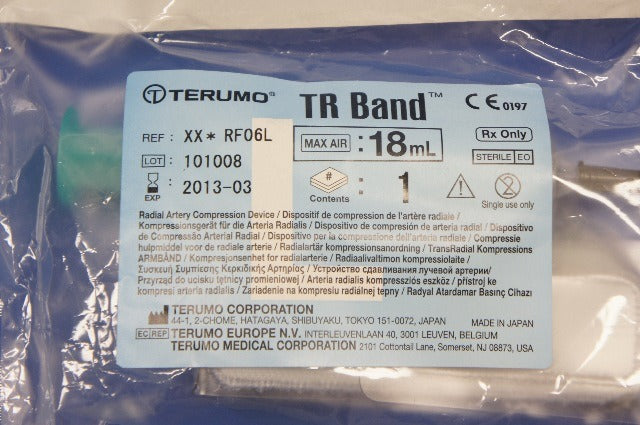 TERUMO® TR Band™ CE 0197
REF : XX* RF06L MAX AIR : 18mL Rx Only
LOT : 101008 STERILE EO
EXP : 2013-03 # Contents : 1 2 Single use only
Radial Artery Compression Device / Dispositif de compression de l'artère radiale /
Kompressionsgerät für die Arteria Radialis / Dispositivo de compresión de arteria radial / Dispositivo
de Compressão Arterial Radial / Dispositivo per la compressione dell'arteria radiale / Compressie
hulpmiddel voor de radiale arterie / Radialartär kompressionsanordning / TransRadial Kompressions
ARMBÅND / Kompresjonsenhet for radialarterie / Radiaalivaltimon kompressiolaite /
Συσκευή Συμπίεσης Κερκιδικής Αρτηρίας / Устройство сдавливания лучевой артерии/
Przyrząd do ucisku tętnicy promieniowej / Arteria radialis kompressziós eszköz / přístroj ke
kompresi arteria radialis / Zariadenie na kompresiu radiálnej tepny / Radyal Atardamar Basınç Cihazı
TERUMO CORPORATION
44-1, 2-CHOME, HATAGAYA, SHIBUYAKU, TOKYO 151-0072, JAPAN MADE IN JAPAN
EC REP TERUMO EUROPE N.V. INTERLEUVENLAAN 40, 3001 LEUVEN, BELGIUM
TERUMO MEDICAL CORPORATION 2101 Cottontail Lane, Somerset, NJ 08873, USA